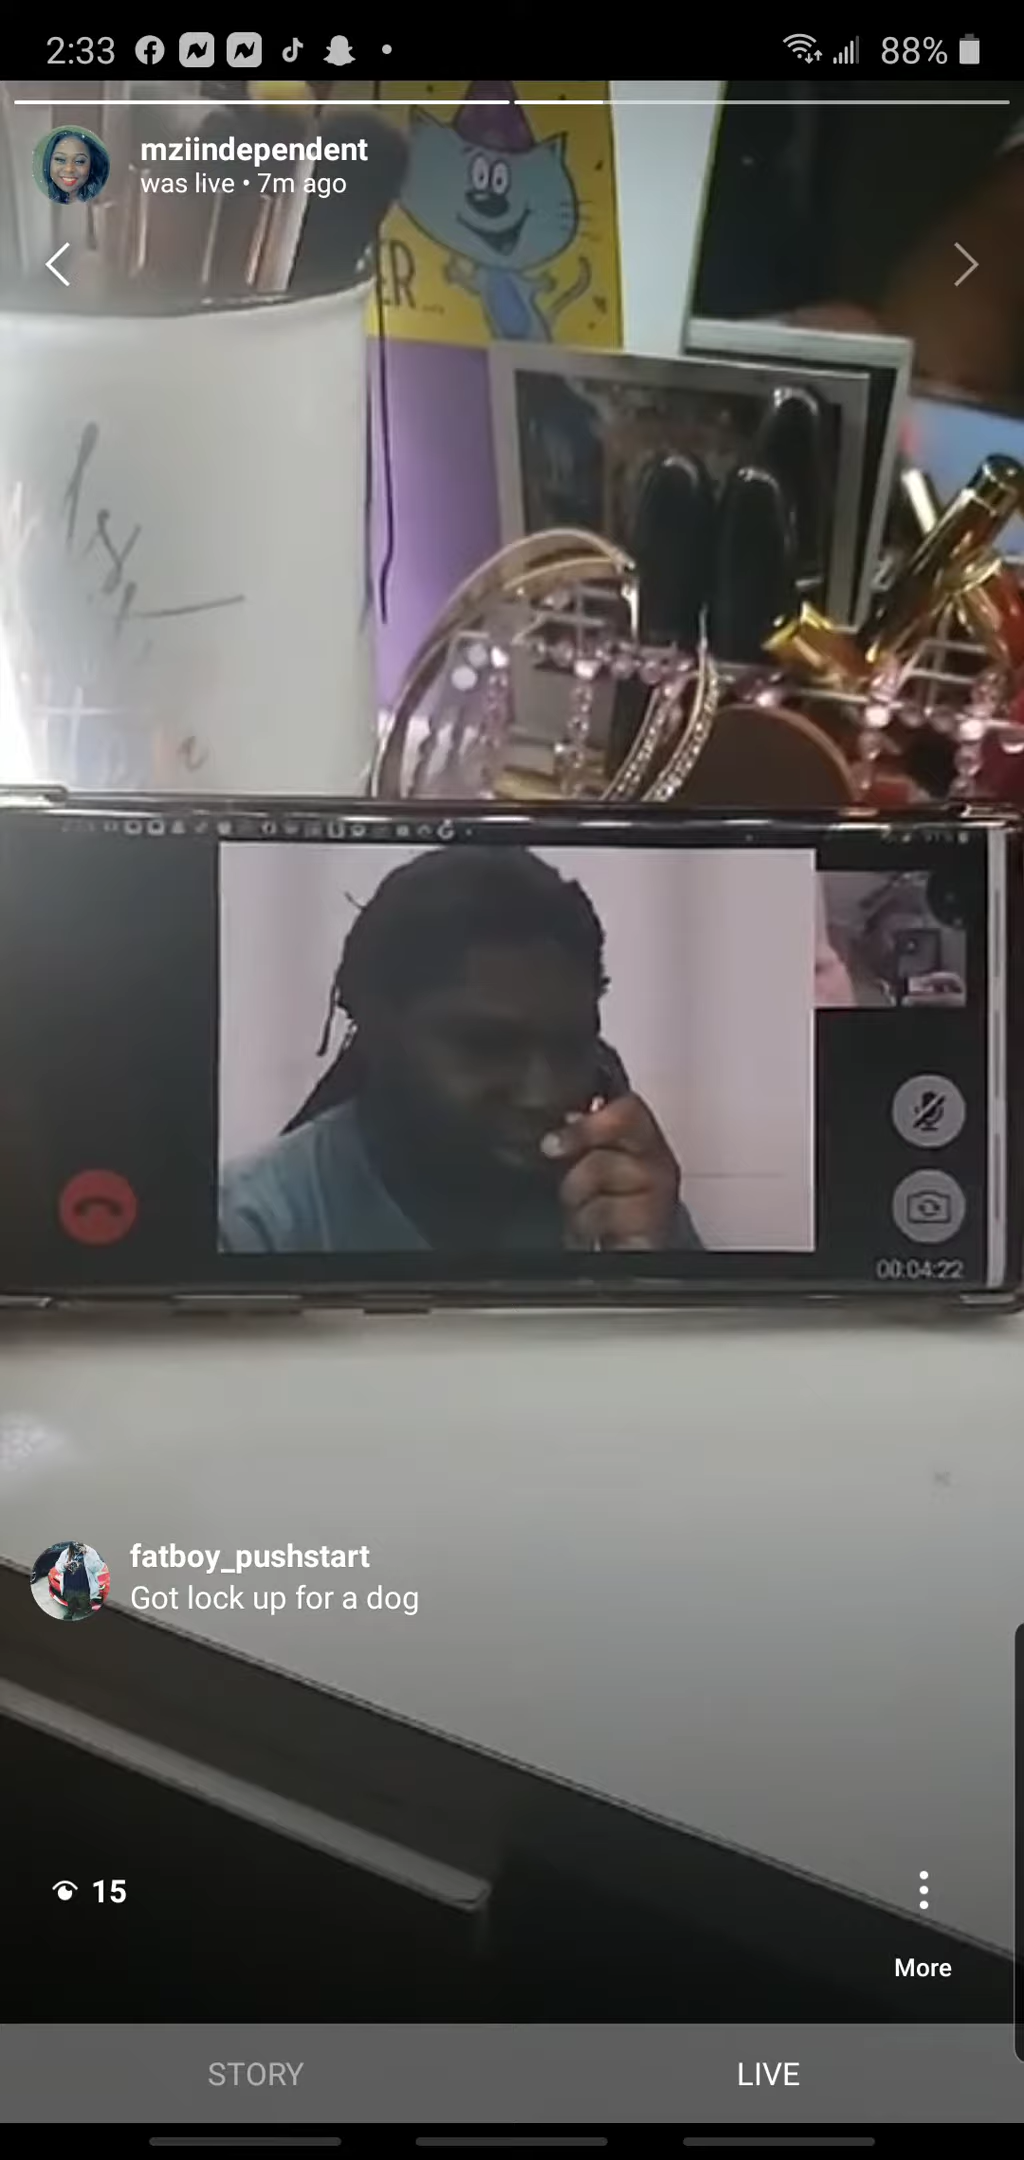 2:33
88%
mziindependent
was live • 7m ago
ER...
00:04:22
fatboy_pushstart
Got lock up for a dog
15
More
STORY
LIVE